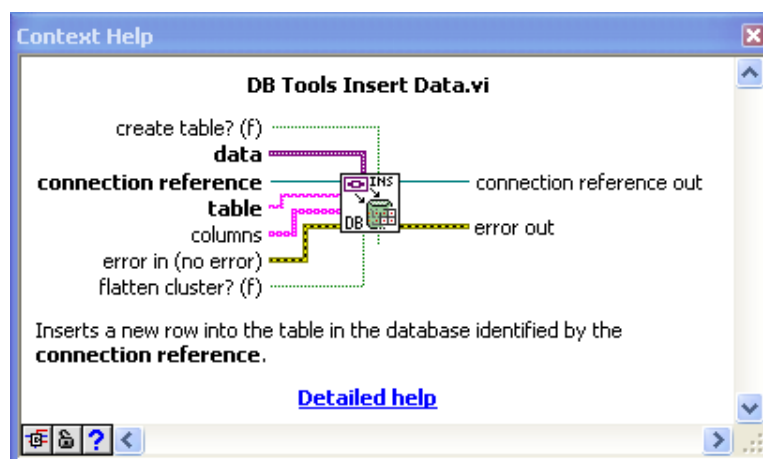 Context Help
DB Tools Insert Data.vi
create table? (f)
data
connection reference
table
columns
error in (no error)
flatten cluster? (f)
INS
DB
connection reference out
error out
Inserts a new row into the table in the database identified by the
connection reference.
Detailed help
?